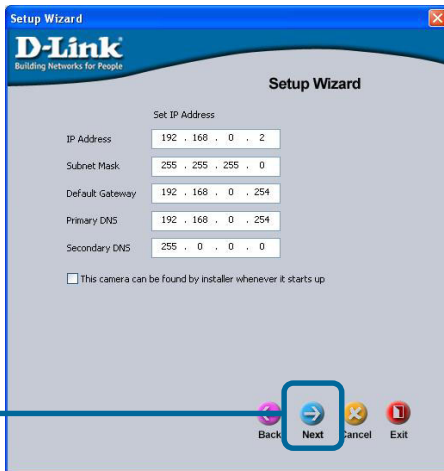 Setup Wizard
D-Link
Building Networks for People
Setup Wizard
Set IP Address
IP Address 192 . 168 . 0 . 2
Subnet Mask 255 . 255 . 255 . 0
Default Gateway 192 . 168 . 0 . 254
Primary DNS 192 . 168 . 0 . 254
Secondary DNS 255 . 0 . 0 . 0
This camera can be found by installer whenever it starts up
Back Next Cancel Exit